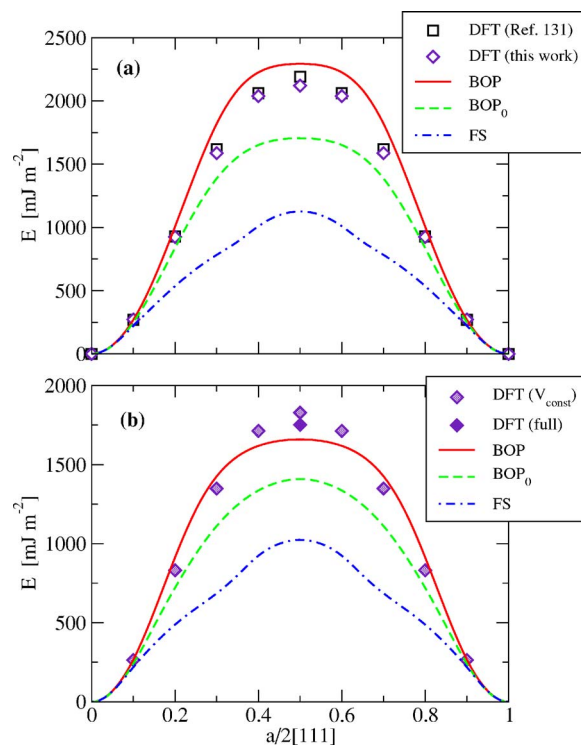 (a)
DFT (Ref. 131)
DFT (this work)
BOP
BOP₀
FS
2500
2000
1500
1000
500
0
E [mJ m⁻²]
(b)
DFT (V_const)
DFT (full)
BOP
BOP₀
FS
2000
1500
1000
500
0
E [mJ m⁻²]
0 0.2 0.4 0.6 0.8 1
a/2[111]